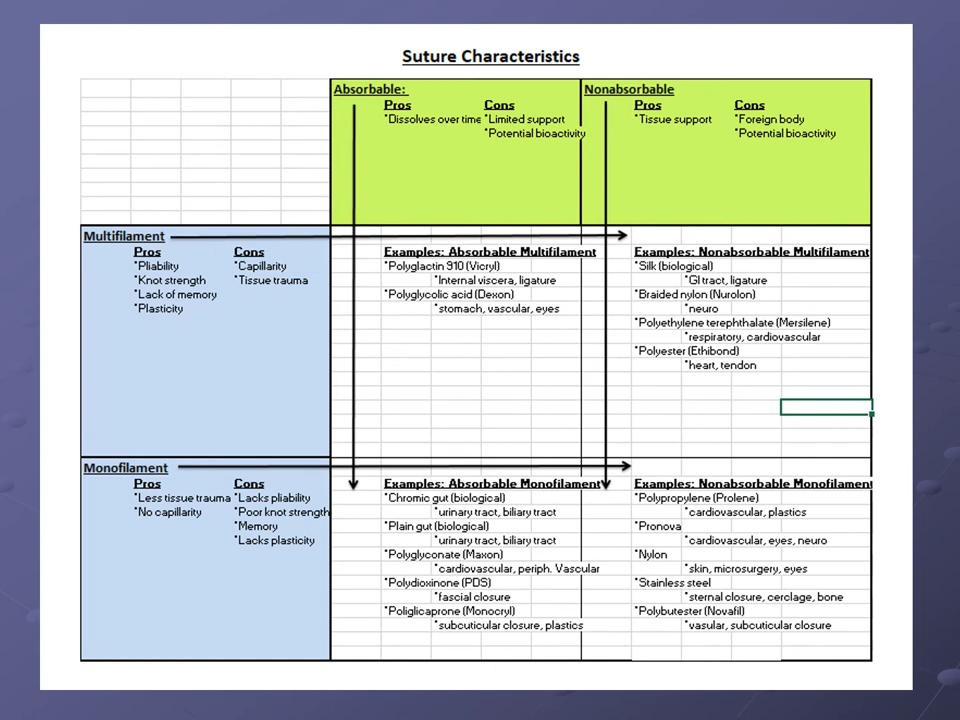 Suture Characteristics
Absorbable:
Pros
*Dissolves over time
Cons
*Limited support
*Potential bioactivity
Nonabsorbable
Pros
*Tissue support
Cons
*Foreign body
*Potential bioactivity
Multifilament
Pros
*Pliability
*Knot strength
*Lack of memory
*Plasticity
Cons
*Capillarity
*Tissue trauma
Examples: Absorbable Multifilament
*Polyglactin 910 (Vicryl)
*Internal viscera, ligature
*Polyglycolic acid (Dexon)
*stomach, vascular, eyes
Examples: Nonabsorbable Multifilament
*Silk (biological)
*GI tract, ligature
*Braided nylon (Nurolon)
*neuro
*Polyethylene terephthalate (Mersilene)
*respiratory, cardiovascular
*Polyester (Ethibond)
*heart, tendon
Monofilament
Pros
*Less tissue trauma
*No capillarity
Cons
*Lacks pliability
*Poor knot strength
*Memory
*Lacks plasticity
Examples: Absorbable Monofilament
*Chromic gut (biological)
*urinary tract, biliary tract
*Plain gut (biological)
*urinary tract, biliary tract
*Polyglyconate (Maxon)
*cardiovascular, periph. Vascular
*Polydioxinone (PDS)
*fascial closure
*Poliglicaprone (Monocryl)
*subcuticular closure, plastics
Examples: Nonabsorbable Monofilament
*Polypropylene (Prolene)
*cardiovascular, plastics
*Pronova
*cardiovascular, eyes, neuro
*Nylon
*skin, microsurgery, eyes
*Stainless steel
*sternal closure, cerclage, bone
*Polybutester (Novafil)
*vasular, subcuticular closure